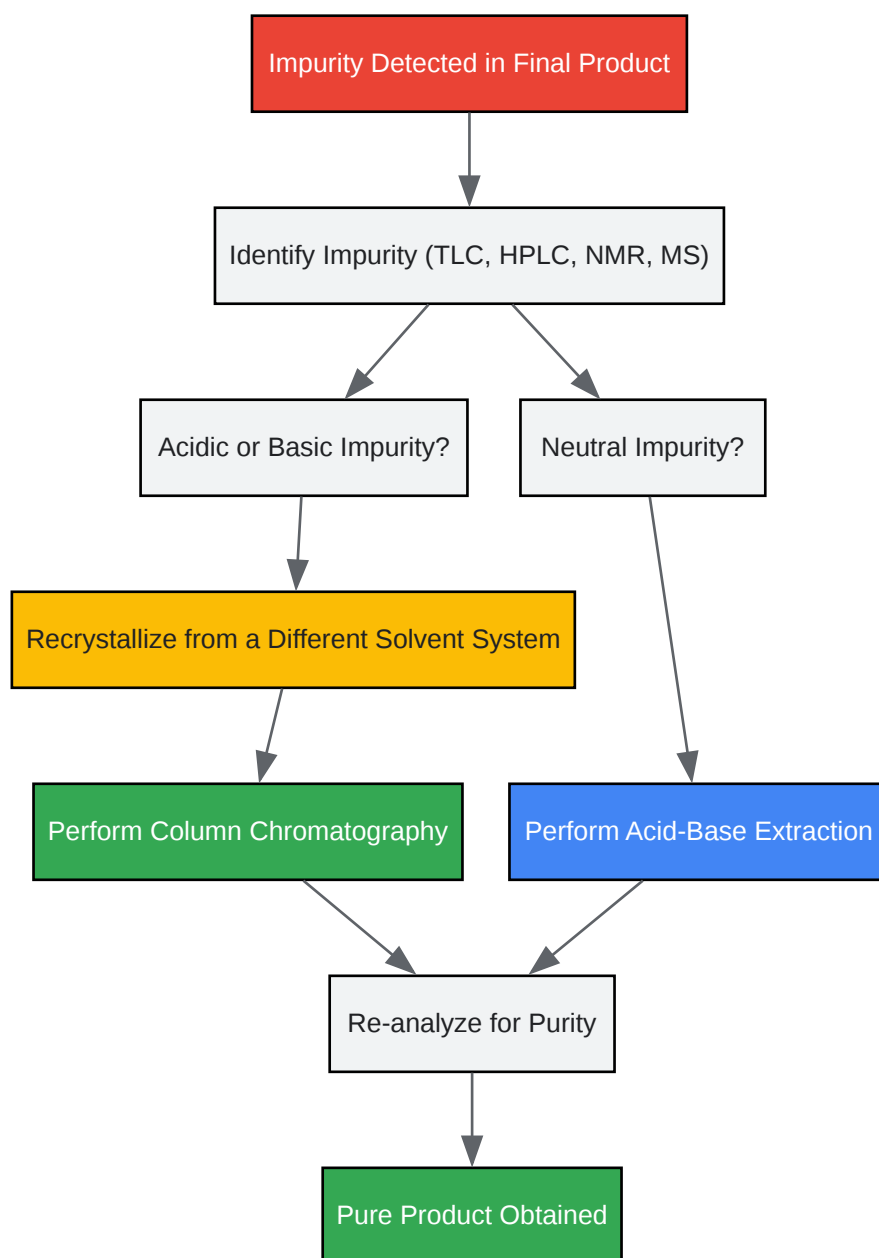 Impurity Detected in Final Product
Identify Impurity (TLC, HPLC, NMR, MS)
Acidic or Basic Impurity?
Neutral Impurity?
Recrystallize from a Different Solvent System
Perform Column Chromatography
Perform Acid-Base Extraction
Re-analyze for Purity
Pure Product Obtained